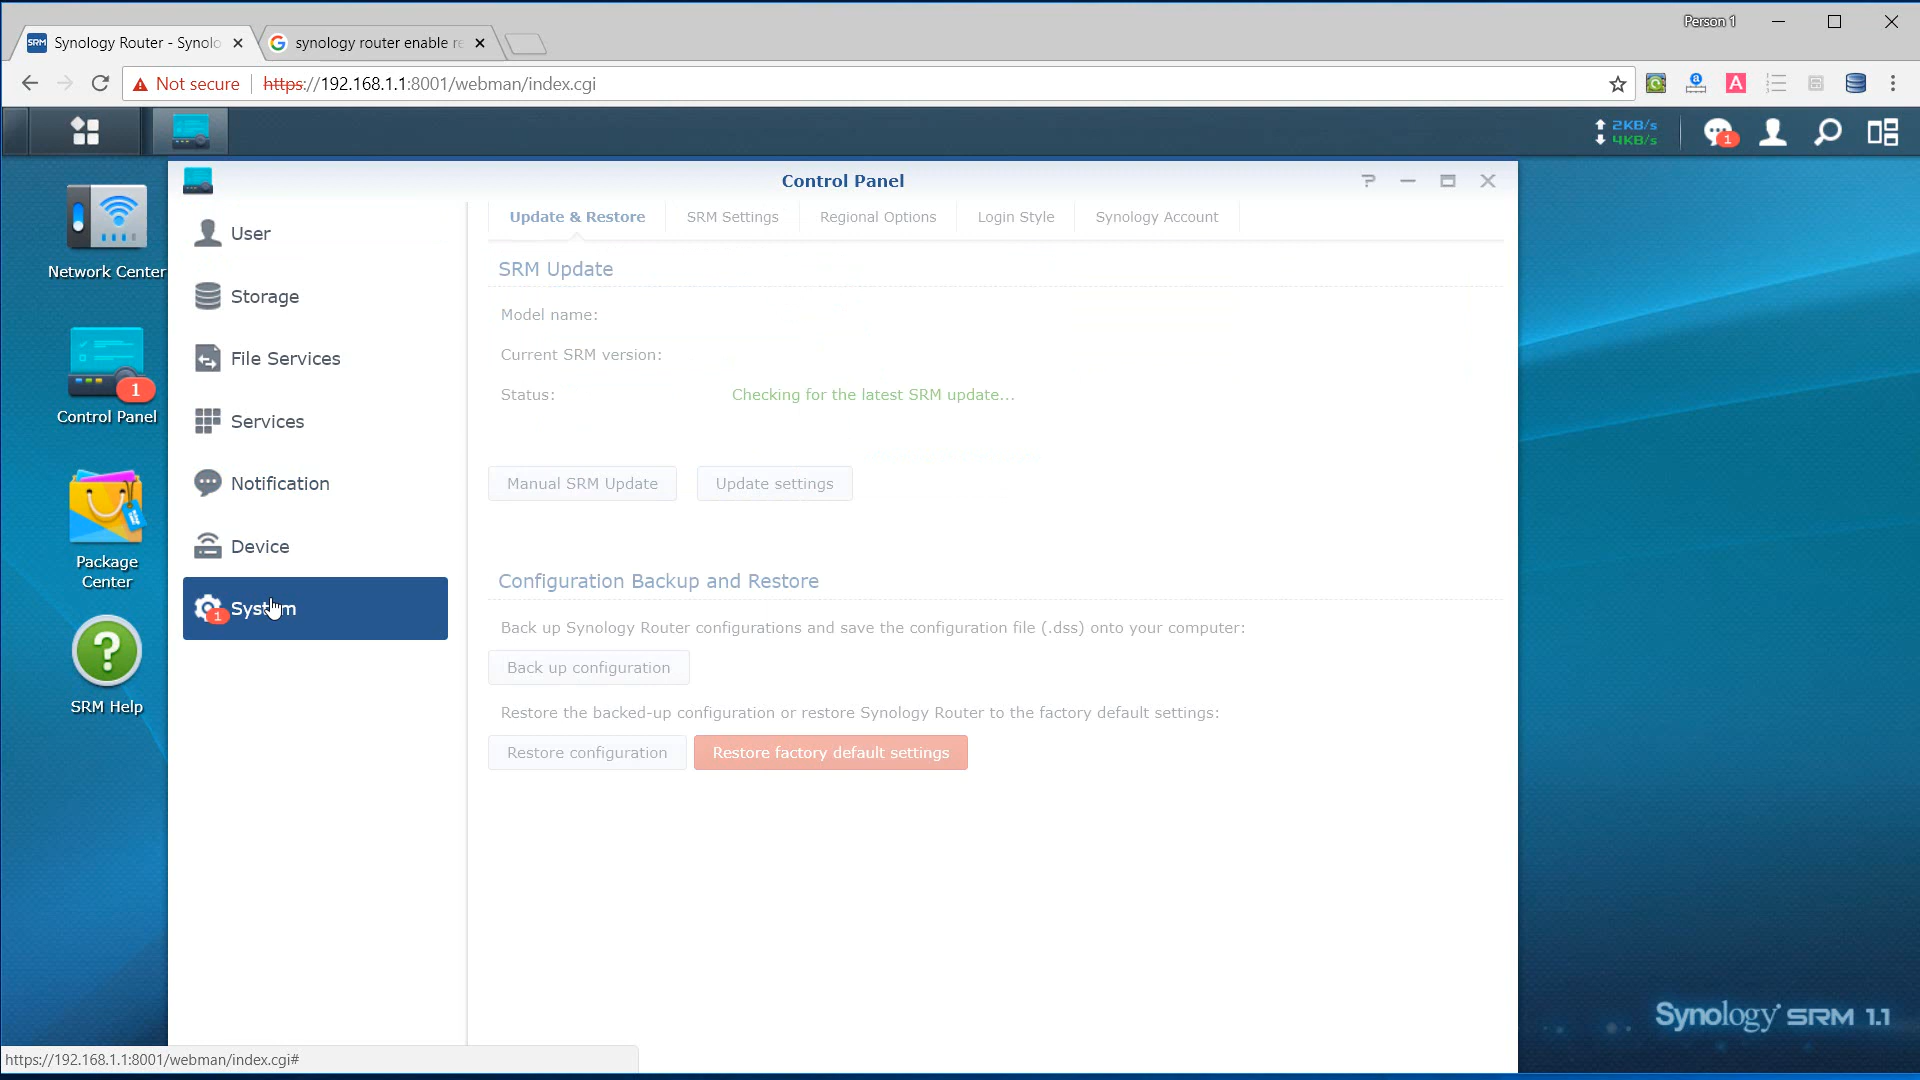 Person 1
SRM Synology Router - Synolo
synology router enable re
Not secure https://192.168.1.1:8001/webman/index.cgi
2KB/s
4KB/s
1
Control Panel
Network Center
1
Control Panel
Package
Center
SRM Help
User
Storage
File Services
Services
Notification
Device
1 System
Update & Restore SRM Settings Regional Options Login Style Synology Account
SRM Update
Model name:
Current SRM version:
Status: Checking for the latest SRM update...
Manual SRM Update Update settings
Configuration Backup and Restore
Back up Synology Router configurations and save the configuration file (.dss) onto your computer:
Back up configuration
Restore the backed-up configuration or restore Synology Router to the factory default settings:
Restore configuration Restore factory default settings
Synology SRM 1.1
https://192.168.1.1:8001/webman/index.cgi#